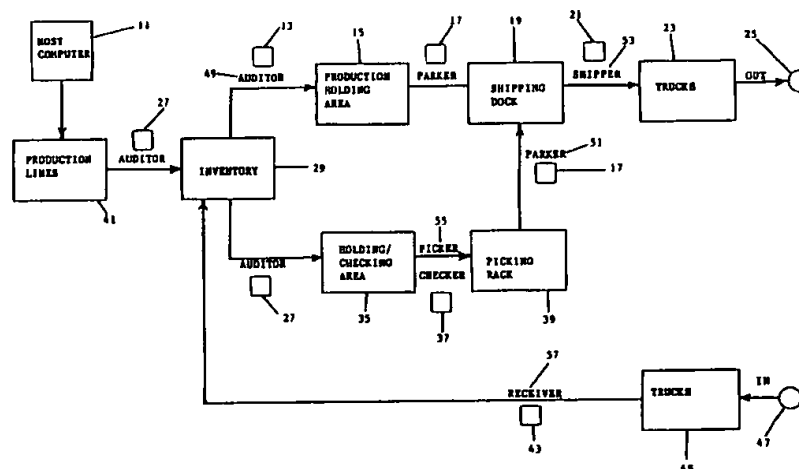 HOST
COMPUTER
11
13
49
AUDITOR
15
PRODUCTION
HOLDING
AREA
17
PARKER
19
SHIPPING
DOCK
21
53
SHIPPER
23
TRUCKS
OUT
25
27
AUDITOR
PRODUCTION
LINES
41
INVENTORY
29
PARKER
51
17
AUDITOR
27
HOLDING/
CHECKING
AREA
35
55
PICKER
CHECKER
37
PICKING
RACK
39
57
RECEIVER
43
TRUCKS
IN
47